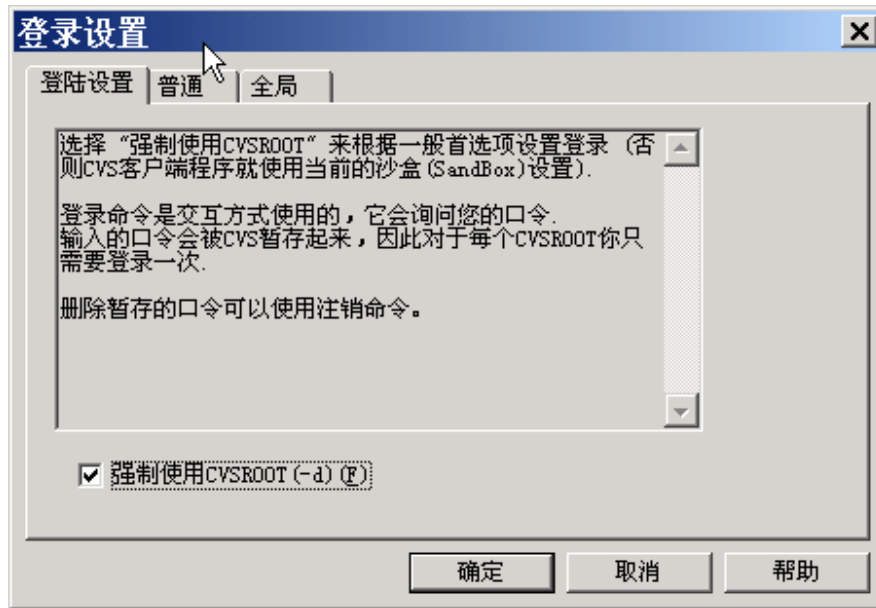 登录设置
登陆设置 普通 全局
选择 “强制使用CVSROOT“ 来根据一般首选项设置登录 (否
则CVS客户端程序就使用当前的沙盒(SandBox)设置).
登录命令是交互方式使用的，它会询问您的口令.
输入的口令会被CVS暂存起来，因此对于每个CVSROOT你只
需要登录一次.
删除暂存的口令可以使用注销命令。
强制使用CVSROOT(-d)(F)
确定 取消 帮助